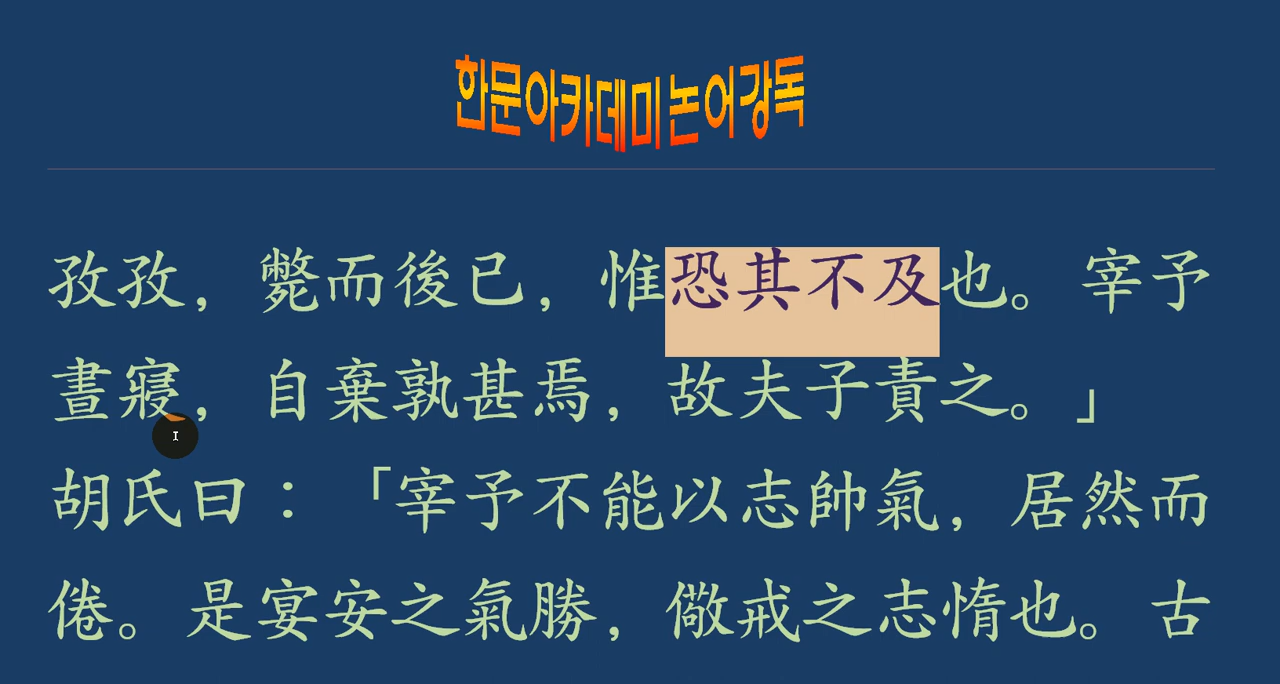 한문아카데미 논어강독
孜孜，斃而後已，惟恐其不及也。宰予
晝寢，自棄孰甚焉，故夫子責之。」
胡氏曰：「宰予不能以志帥氣，居然而
倦。是宴安之氣勝，儆戒之志惰也。古